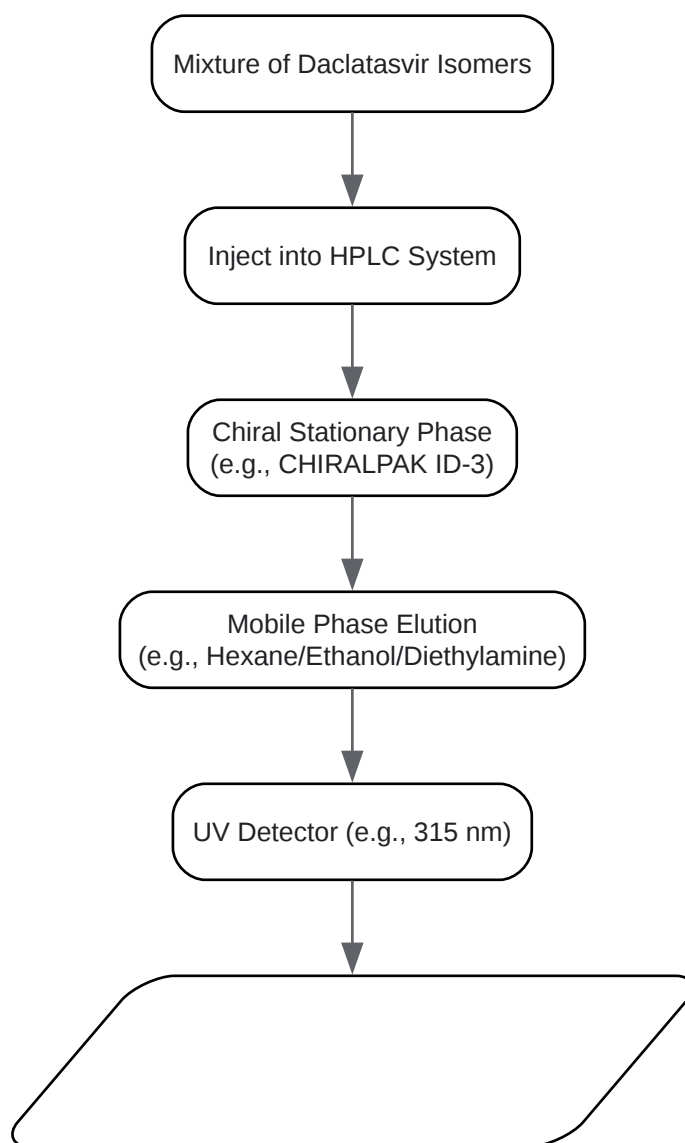 Mixture of Daclatasvir Isomers
Inject into HPLC System
Chiral Stationary Phase
(e.g., CHIRALPAK ID-3)
Mobile Phase Elution
(e.g., Hexane/Ethanol/Diethylamine)
UV Detector (e.g., 315 nm)